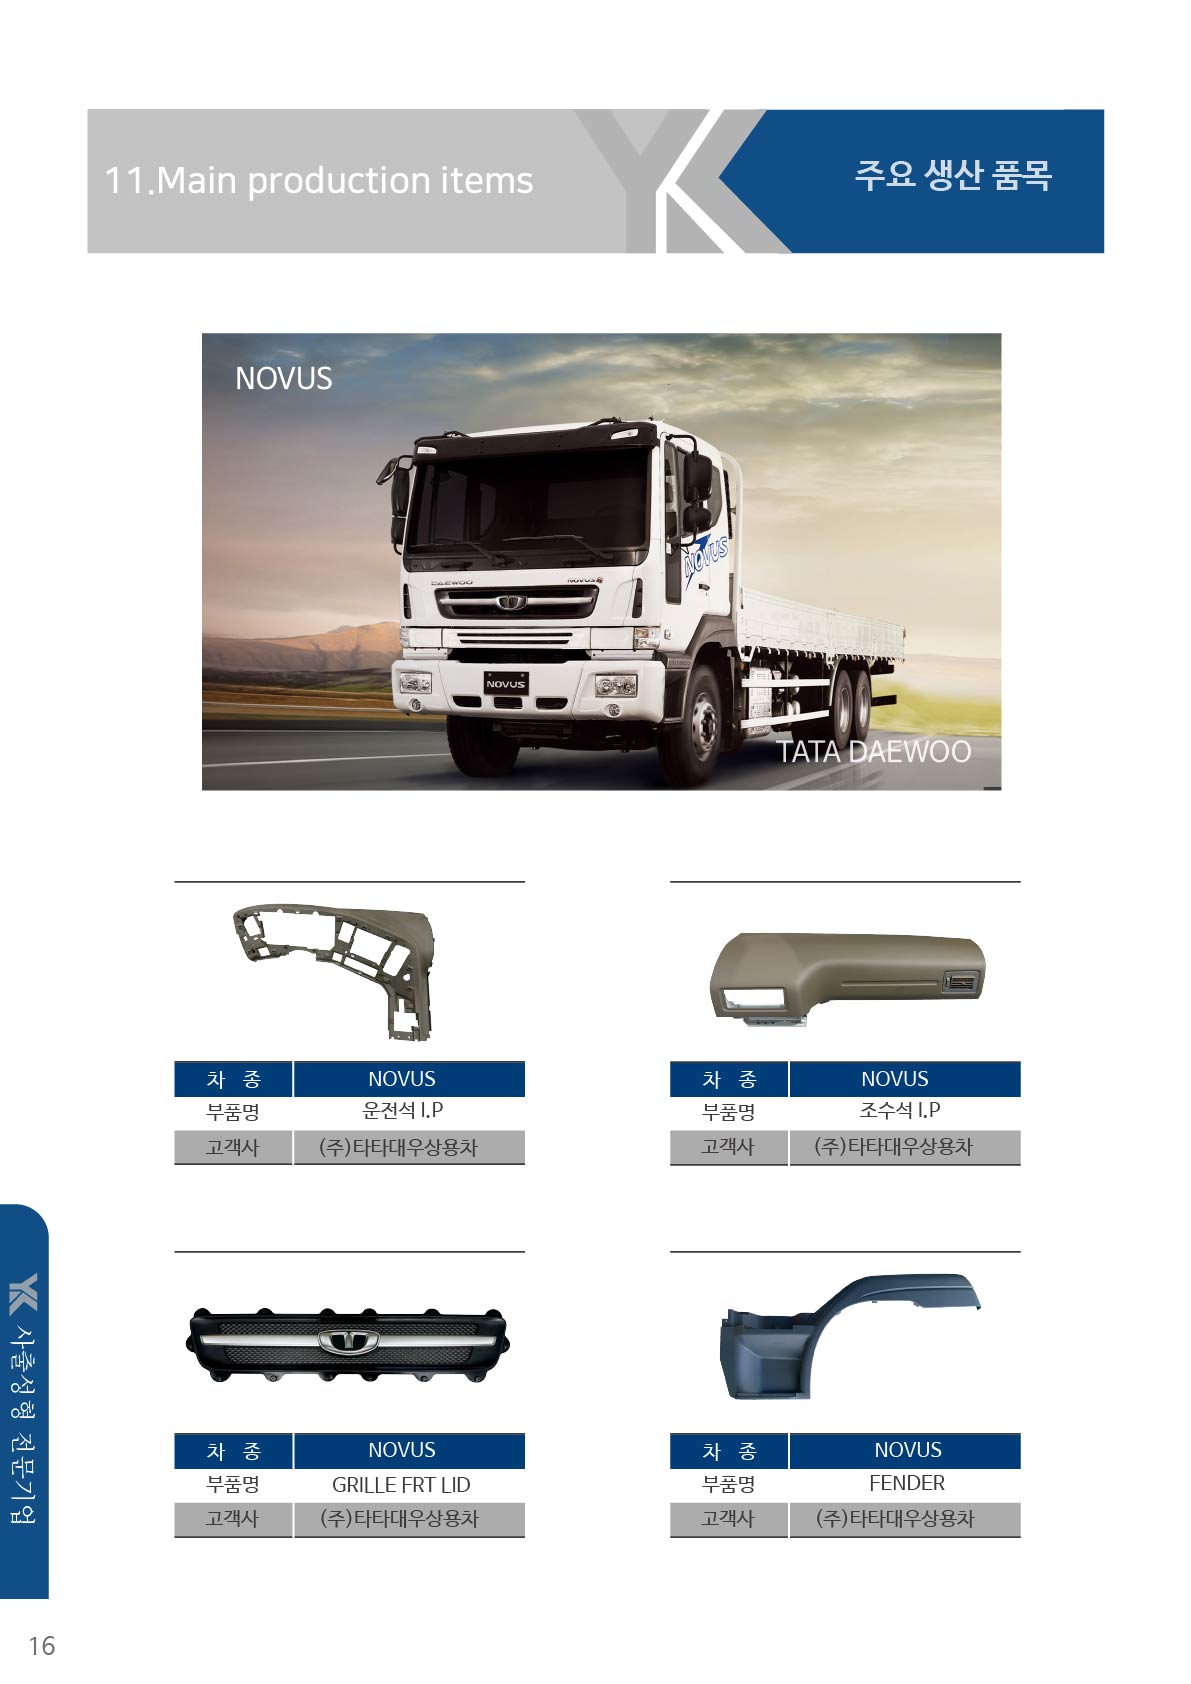 11.Main production items
YK
주요 생산 품목
NOVUS
NOVUS
DAEWOO
NOVUS
NOVUS
TATA DAEWOO
차 종 NOVUS
부품명 운전석 I.P
고객사 (주)타타대우상용차
차 종 NOVUS
부품명 조수석 I.P
고객사 (주)타타대우상용차
차 종 NOVUS
부품명 GRILLE FRT LID
고객사 (주)타타대우상용차
차 종 NOVUS
부품명 FENDER
고객사 (주)타타대우상용차
YK 사출성형 전문기업
16